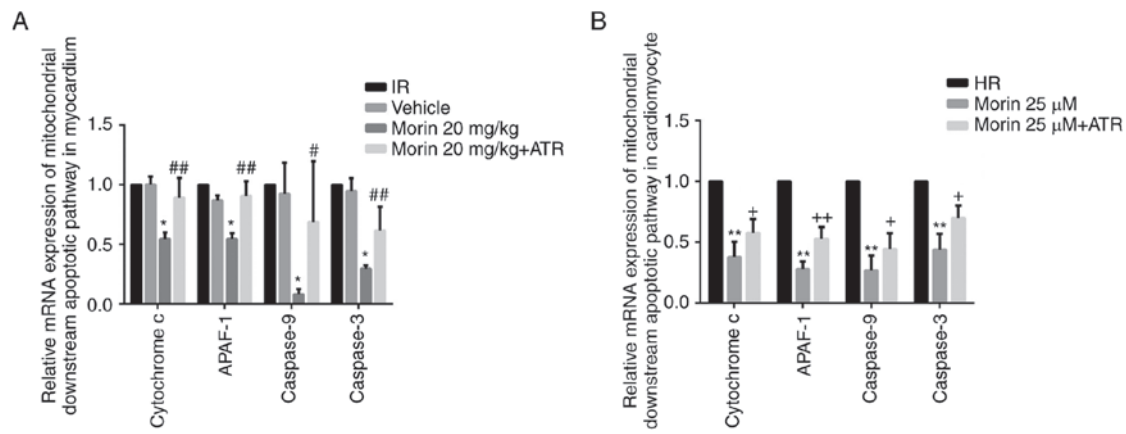 A
Relative mRNA expression of mitochondrial
downstream apoptotic pathway in myocardium
IR
Vehicle
Morin 20 mg/kg
Morin 20 mg/kg+ATR
1.5
1.0
0.5
0.0
##
*
##
*
#
*
##
*
Cytochrome c
APAF-1
Caspase-9
Caspase-3
B
Relative mRNA expression of mitochondrial
downstream apoptotic pathway in cardiomyocyte
HR
Morin 25 μM
Morin 25 μM+ATR
1.5
1.0
0.5
0.0
**
+
**
++
**
+
**
+
Cytochrome c
APAF-1
Caspase-9
Caspase-3